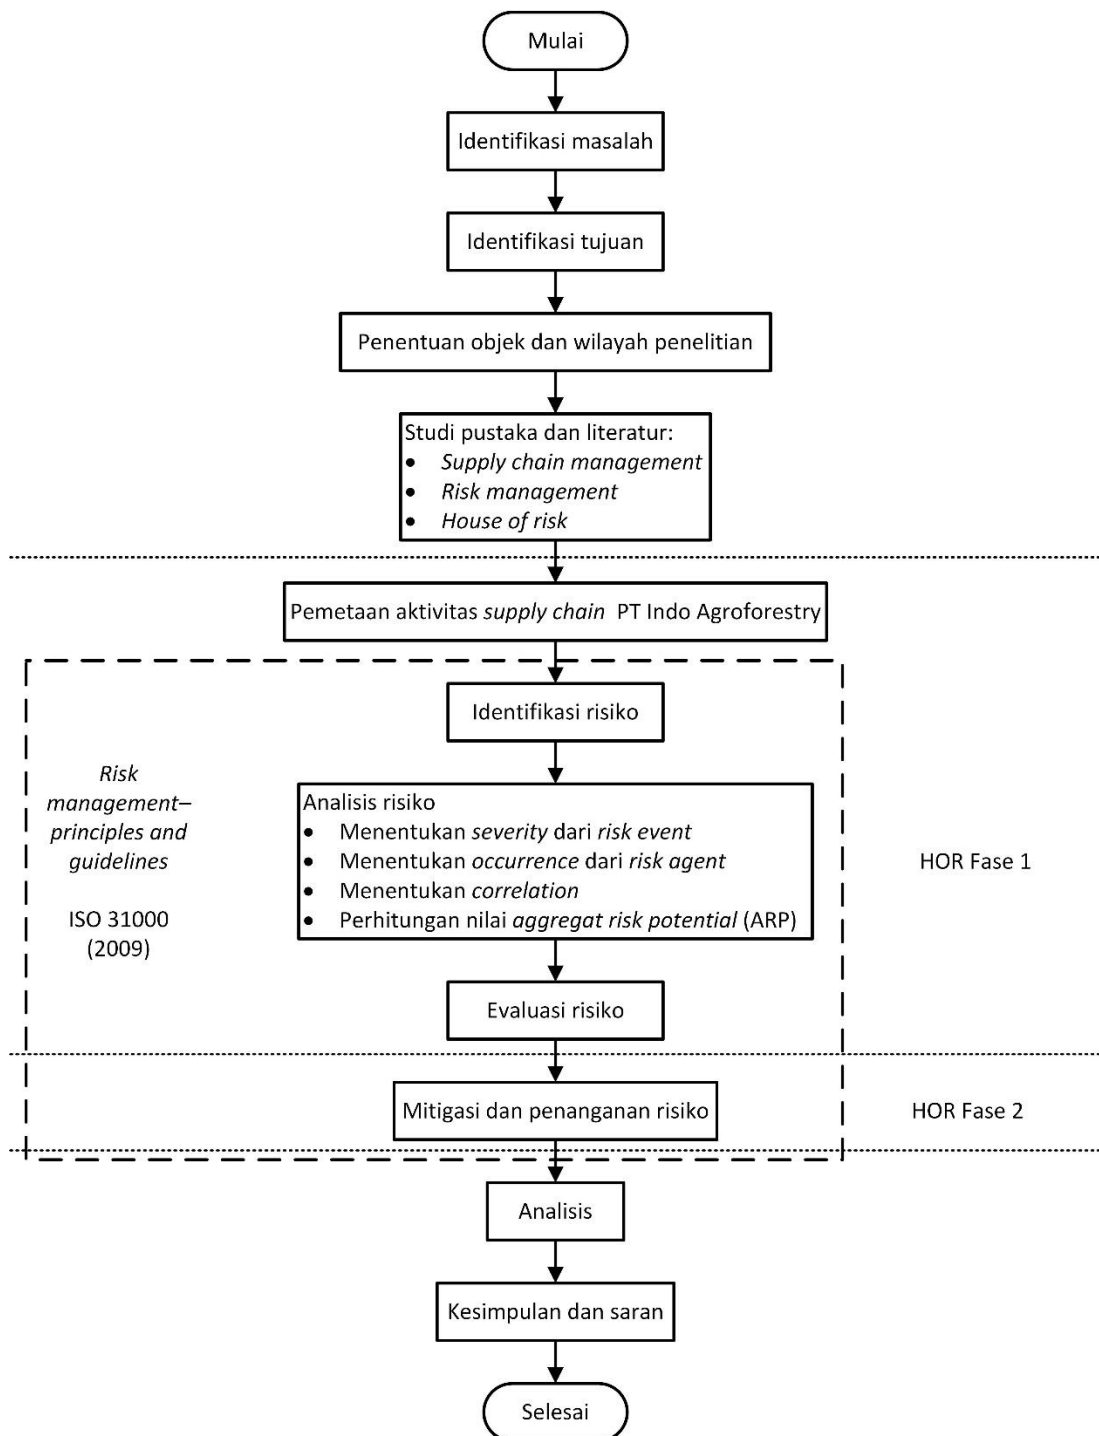 Mulai
Identifikasi masalah
Identifikasi tujuan
Penentuan objek dan wilayah penelitian
Studi pustaka dan literatur:
• Supply chain management
• Risk management
• House of risk
Pemetaan aktivitas supply chain PT Indo Agroforestry
Identifikasi risiko
Risk
management–
principles and
guidelines
ISO 31000
(2009)
Analisis risiko
• Menentukan severity dari risk event
• Menentukan occurrence dari risk agent
• Menentukan correlation
• Perhitungan nilai aggregat risk potential (ARP)
HOR Fase 1
Evaluasi risiko
Mitigasi dan penanganan risiko
HOR Fase 2
Analisis
Kesimpulan dan saran
Selesai